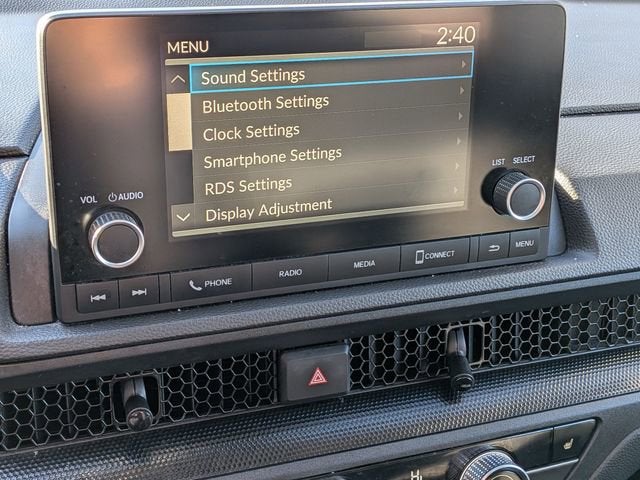 MENU 2:40
Sound Settings
Bluetooth Settings
Clock Settings
Smartphone Settings
RDS Settings
Display Adjustment
VOL AUDIO
LIST SELECT
PHONE RADIO MEDIA CONNECT MENU